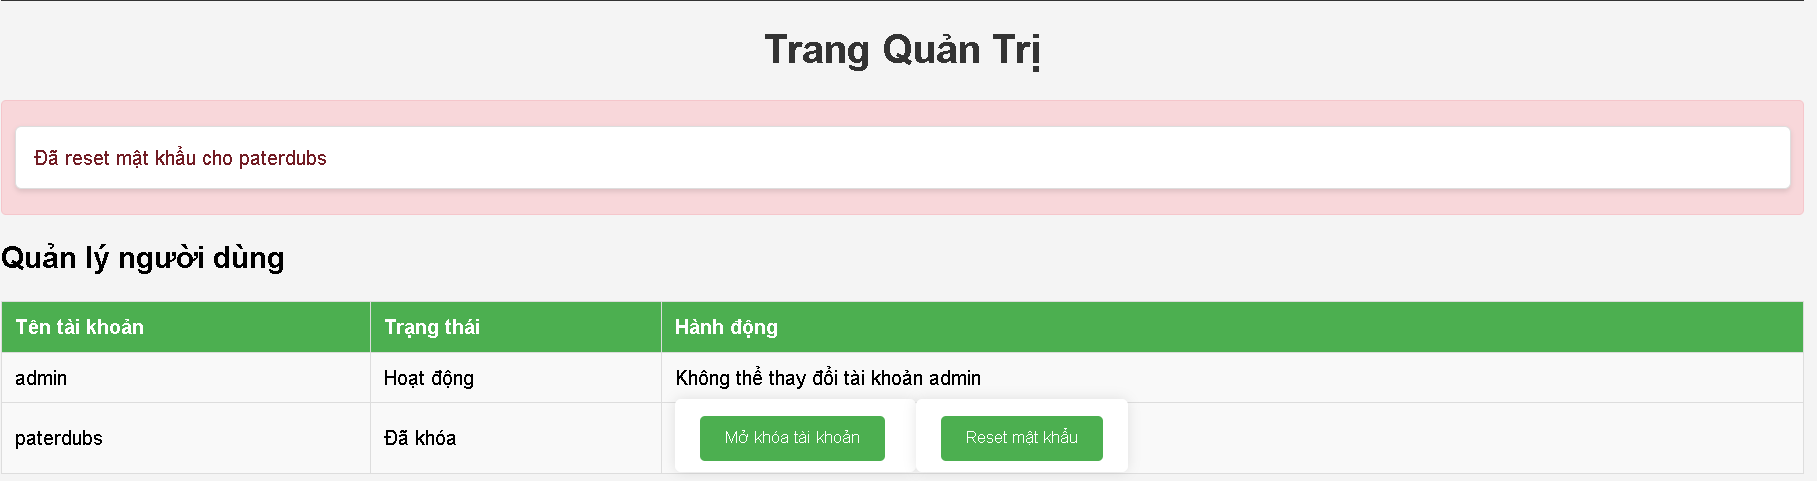 Trang Quản Trị
Đã reset mật khẩu cho paterdubs
Quản lý người dùng
Tên tài khoản Trạng thái Hành động
admin Hoạt động Không thể thay đổi tài khoản admin
paterdubs Đã khóa Mở khóa tài khoản Reset mật khẩu